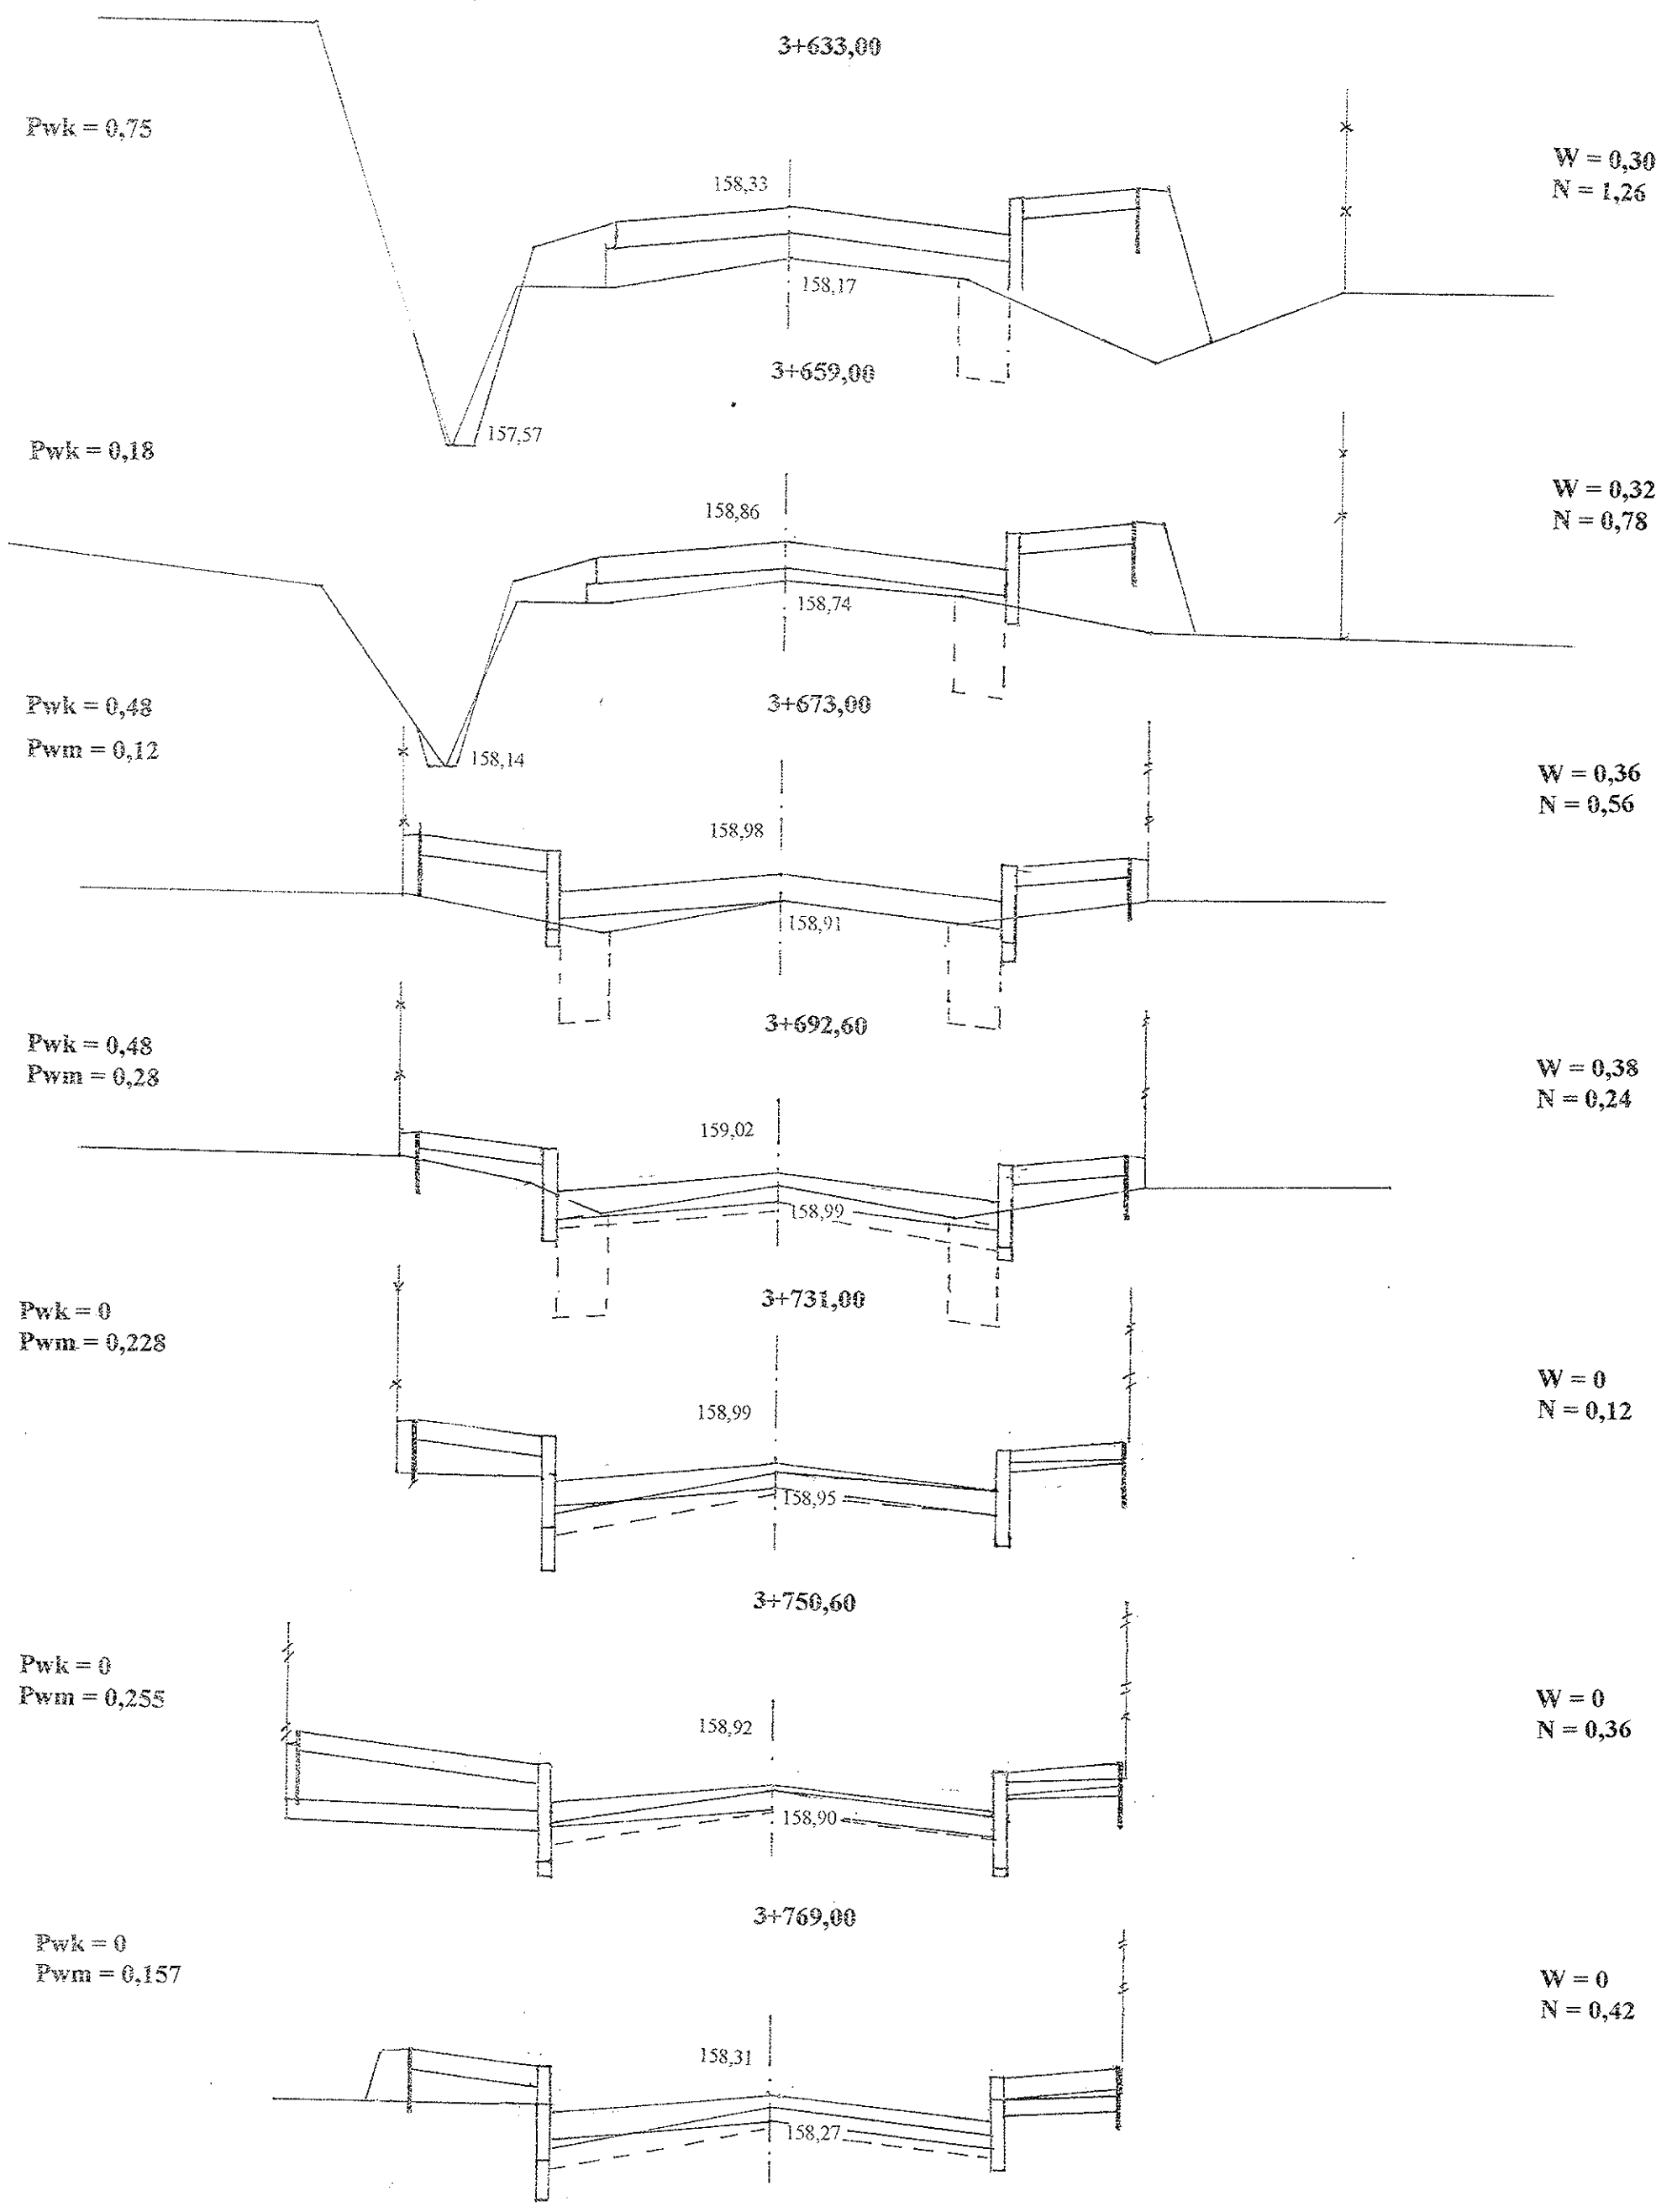 3+633,00
Pwk = 0,75
W = 0,30
N = 1,26
158,33
158,17
157,57
3+659,00
Pwk = 0,18
W = 0,32
N = 0,78
158,86
158,74
158,14
3+673,00
Pwk = 0,48
Pwm = 0,12
W = 0,36
N = 0,56
158,98
158,91
3+692,60
Pwk = 0,48
Pwm = 0,28
W = 0,38
N = 0,24
159,02
158,99
3+731,00
Pwk = 0
Pwm = 0,228
W = 0
N = 0,12
158,99
158,95
3+750,60
Pwk = 0
Pwm = 0,255
W = 0
N = 0,36
158,92
158,90
3+769,00
Pwk = 0
Pwm = 0,157
W = 0
N = 0,42
158,31
158,27